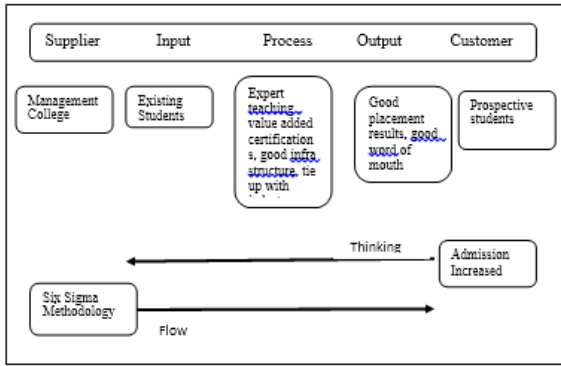 Supplier Input Process Output Customer
Management
College
Existing
Students
Expert
teaching,
value added
certification
s, good infra
structure, tie
up with
Good
placement
results, good
word of
mouth
Prospective
students
Thinking
Admission
Increased
Six Sigma
Methodology
Flow